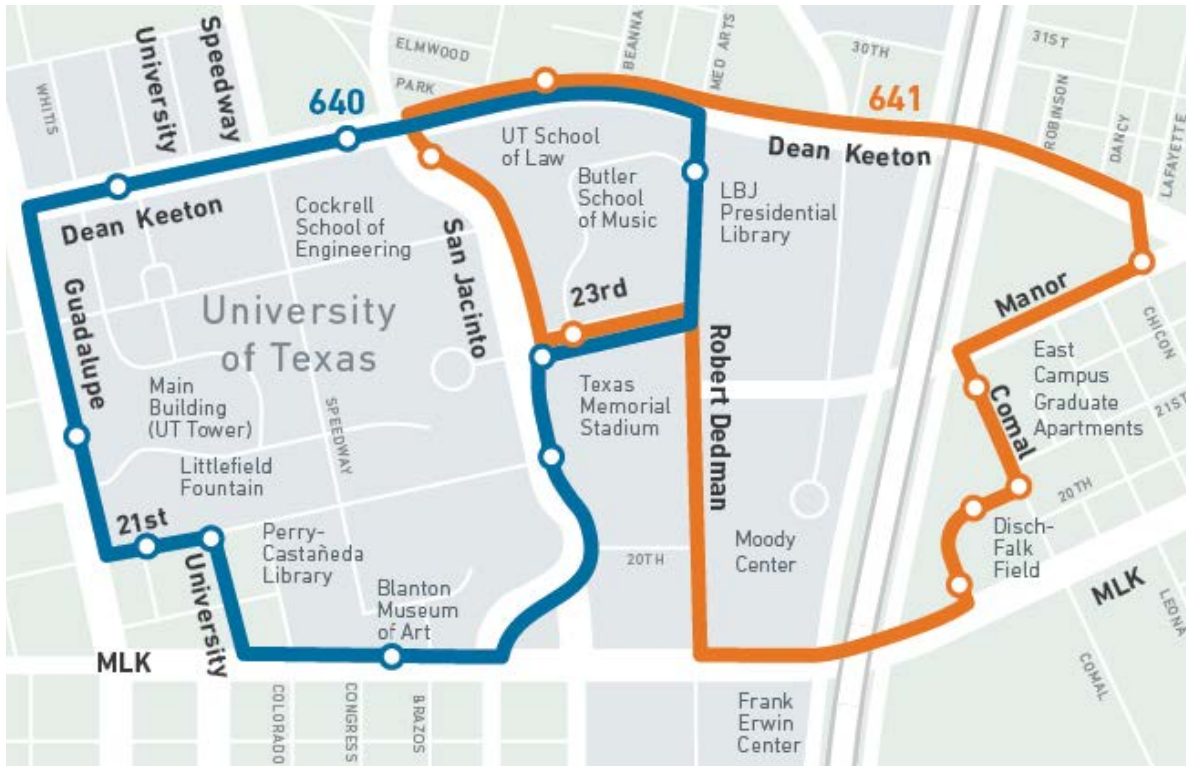 Speedway
University
WHITIS
ELMWOOD
PARK
BEANNA
MED ARTS
30TH
31ST
ROBINSON
DANCY
LAFAYETTE
640
641
Dean Keeton
Dean Keeton
UT School
of Law
Butler
School
of Music
LBJ
Presidential
Library
Cockrell
School of
Engineering
San Jacinto
23rd
Guadalupe
University
of Texas
Manor
CHICON
East
Campus
Graduate
Apartments
21ST
Comal
Robert Dedman
Texas
Memorial
Stadium
Main
Building
(UT Tower)
SPEEDWAY
Littlefield
Fountain
20TH
21st
University
Perry-
Castañeda
Library
20TH
Moody
Center
Disch-
Falk
Field
MLK
Blanton
Museum
of Art
MLK
LEONA
COMAL
COLORADO
CONGRESS
BRAZOS
Frank
Erwin
Center